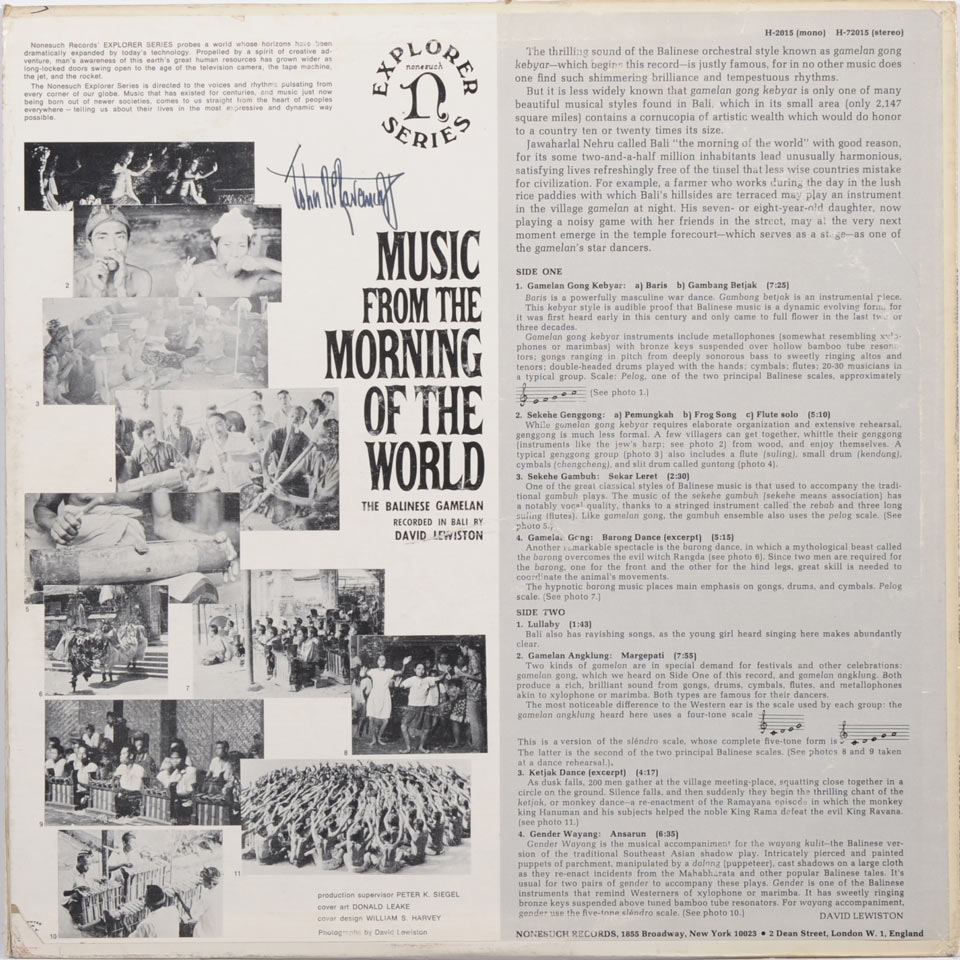 Nonesuch Records' EXPLORER SERIES probes a world whose horizons have been
dramatically expanded by today's technology. Propelled by a spirit of creative ad-
venture, man's awareness of this earth's great human resources has grown wider as
long-locked doors swing open to the age of the television camera, the tape machine,
the jet, and the rocket.
The Nonesuch Explorer Series is directed to the voices and rhythms pulsating from
every corner of our globe. Music that has existed for centuries, and music just now
being born out of newer societies, comes to us straight from the heart of peoples
everywhere — telling us about their lives in the most expressive and dynamic way
possible.
EXPLORER
nonesuch
n
SERIES
1
2
3
4
5
6
7
8
9
10
11
MUSIC
FROM THE
MORNING
OF THE
WORLD
THE BALINESE GAMELAN
RECORDED IN BALI BY
DAVID LEWISTON
production supervisor PETER K. SIEGEL
cover art DONALD LEAKE
cover design WILLIAM S. HARVEY
Photographs by David Lewiston
H-2015 (mono) H-72015 (stereo)
The thrilling sound of the Balinese orchestral style known as gamelan gong
kebyar—which begins this record—is justly famous, for in no other music does
one find such shimmering brilliance and tempestuous rhythms.
But it is less widely known that gamelan gong kebyar is only one of many
beautiful musical styles found in Bali, which in its small area (only 2,147
square miles) contains a cornucopia of artistic wealth which would do honor
to a country ten or twenty times its size.
Jawaharlal Nehru called Bali "the morning of the world" with good reason,
for its some two-and-a-half million inhabitants lead unusually harmonious,
satisfying lives refreshingly free of the tinsel that less wise countries mistake
for civilization. For example, a farmer who works during the day in the lush
rice paddies with which Bali's hillsides are terraced may play an instrument
in the village gamelan at night. His seven- or eight-year-old daughter, now
playing a noisy game with her friends in the street, may at the very next
moment emerge in the temple forecourt—which serves as a stage—as one of
the gamelan's star dancers.
SIDE ONE
1. Gamelan Gong Kebyar: a) Baris b) Gambang Betjak (7:25)
Baris is a powerfully masculine war dance. Gambang betjak is an instrumental piece.
This kebyar style is audible proof that Balinese music is a dynamic evolving form, for
it was first heard early in this century and only came to full flower in the last two or
three decades.
Gamelan gong kebyar instruments include metallophones (somewhat resembling xylo-
phones or marimbas) with bronze keys suspended over hollow bamboo tube resona-
tors; gongs ranging in pitch from deeply sonorous bass to sweetly ringing altos and
tenors; double-headed drums played with the hands; cymbals; flutes; 20-30 musicians in
a typical group. Scale: Pelog, one of the two principal Balinese scales, approximately
(See photo 1.)
2. Sekehe Genggong: a) Pemungkah b) Frog Song c) Flute solo (5:10)
While gamelan gong kebyar requires elaborate organization and extensive rehearsal,
genggong is much less formal. A few villagers can get together, whittle their genggong
(instruments like the jew's harp; see photo 2) from wood, and enjoy themselves. A
typical genggong group (photo 3) also includes a flute (suling), small drum (kendang),
cymbals (chengcheng), and slit drum called guntang (photo 4).
3. Sekehe Gambuh: Sekar Leret (2:30)
One of the great classical styles of Balinese music is that used to accompany the tradi-
tional gambuh plays. The music of the sekehe gambuh (sekehe means association) has
a notably vocal quality, thanks to a stringed instrument called the rebab and three long
suling (flutes). Like gamelan gong, the gambuh ensemble also uses the pelog scale. (See
photo 5.)
4. Gamelan Gong: Barong Dance (excerpt) (5:15)
Another remarkable spectacle is the barong dance, in which a mythological beast called
the barong overcomes the evil witch Rangda (see photo 6). Since two men are required for
the barong, one for the front and the other for the hind legs, great skill is needed to
coordinate the animal's movements.
The hypnotic barong music places main emphasis on gongs, drums, and cymbals. Pelog
scale. (See photo 7.)
SIDE TWO
1. Lullaby (1:43)
Bali also has ravishing songs, as the young girl heard singing here makes abundantly
clear.
2. Gamelan Angklung: Margepati (7:55)
Two kinds of gamelan are in special demand for festivals and other celebrations:
gamelan gong, which we heard on Side One of this record, and gamelan angklung. Both
produce a rich, brilliant sound from gongs, drums, cymbals, flutes, and metallophones
akin to xylophone or marimba. Both types are famous for their dancers.
The most noticeable difference to the Western ear is the scale used by each group: the
gamelan angklung heard here uses a four-tone scale
This is a version of the sléndro scale, whose complete five-tone form is
The latter is the second of the two principal Balinese scales. (See photos 8 and 9 taken
at a dance rehearsal.).
3. Ketjak Dance (excerpt) (4:17)
As dusk falls, 200 men gather at the village meeting-place, squatting close together in a
circle on the ground. Silence falls, and then suddenly they begin the thrilling chant of the
ketjak, or monkey dance—a re-enactment of the Ramayana episode in which the monkey
king Hanuman and his subjects helped the noble King Rama defeat the evil King Ravana.
(see photo 11.)
4. Gender Wayang: Ansarun (6:35)
Gender Wayang is the musical accompaniment for the wayang kulit—the Balinese ver-
sion of the traditional Southeast Asian shadow play. Intricately pierced and painted
puppets of parchment, manipulated by a dalang (puppeteer), cast shadows on a large cloth
as they re-enact incidents from the Mahabharata and other popular Balinese tales. It's
usual for two pairs of gender to accompany these plays. Gender is one of the Balinese
instruments that remind Westerners of xylophone or marimba. It has sweetly ringing
bronze keys suspended above tuned bamboo tube resonators. For wayang accompaniment,
gender use the five-tone sléndro scale. (See photo 10.)
DAVID LEWISTON
NONESUCH RECORDS, 1855 Broadway, New York 10023 • 2 Dean Street, London W. 1, England